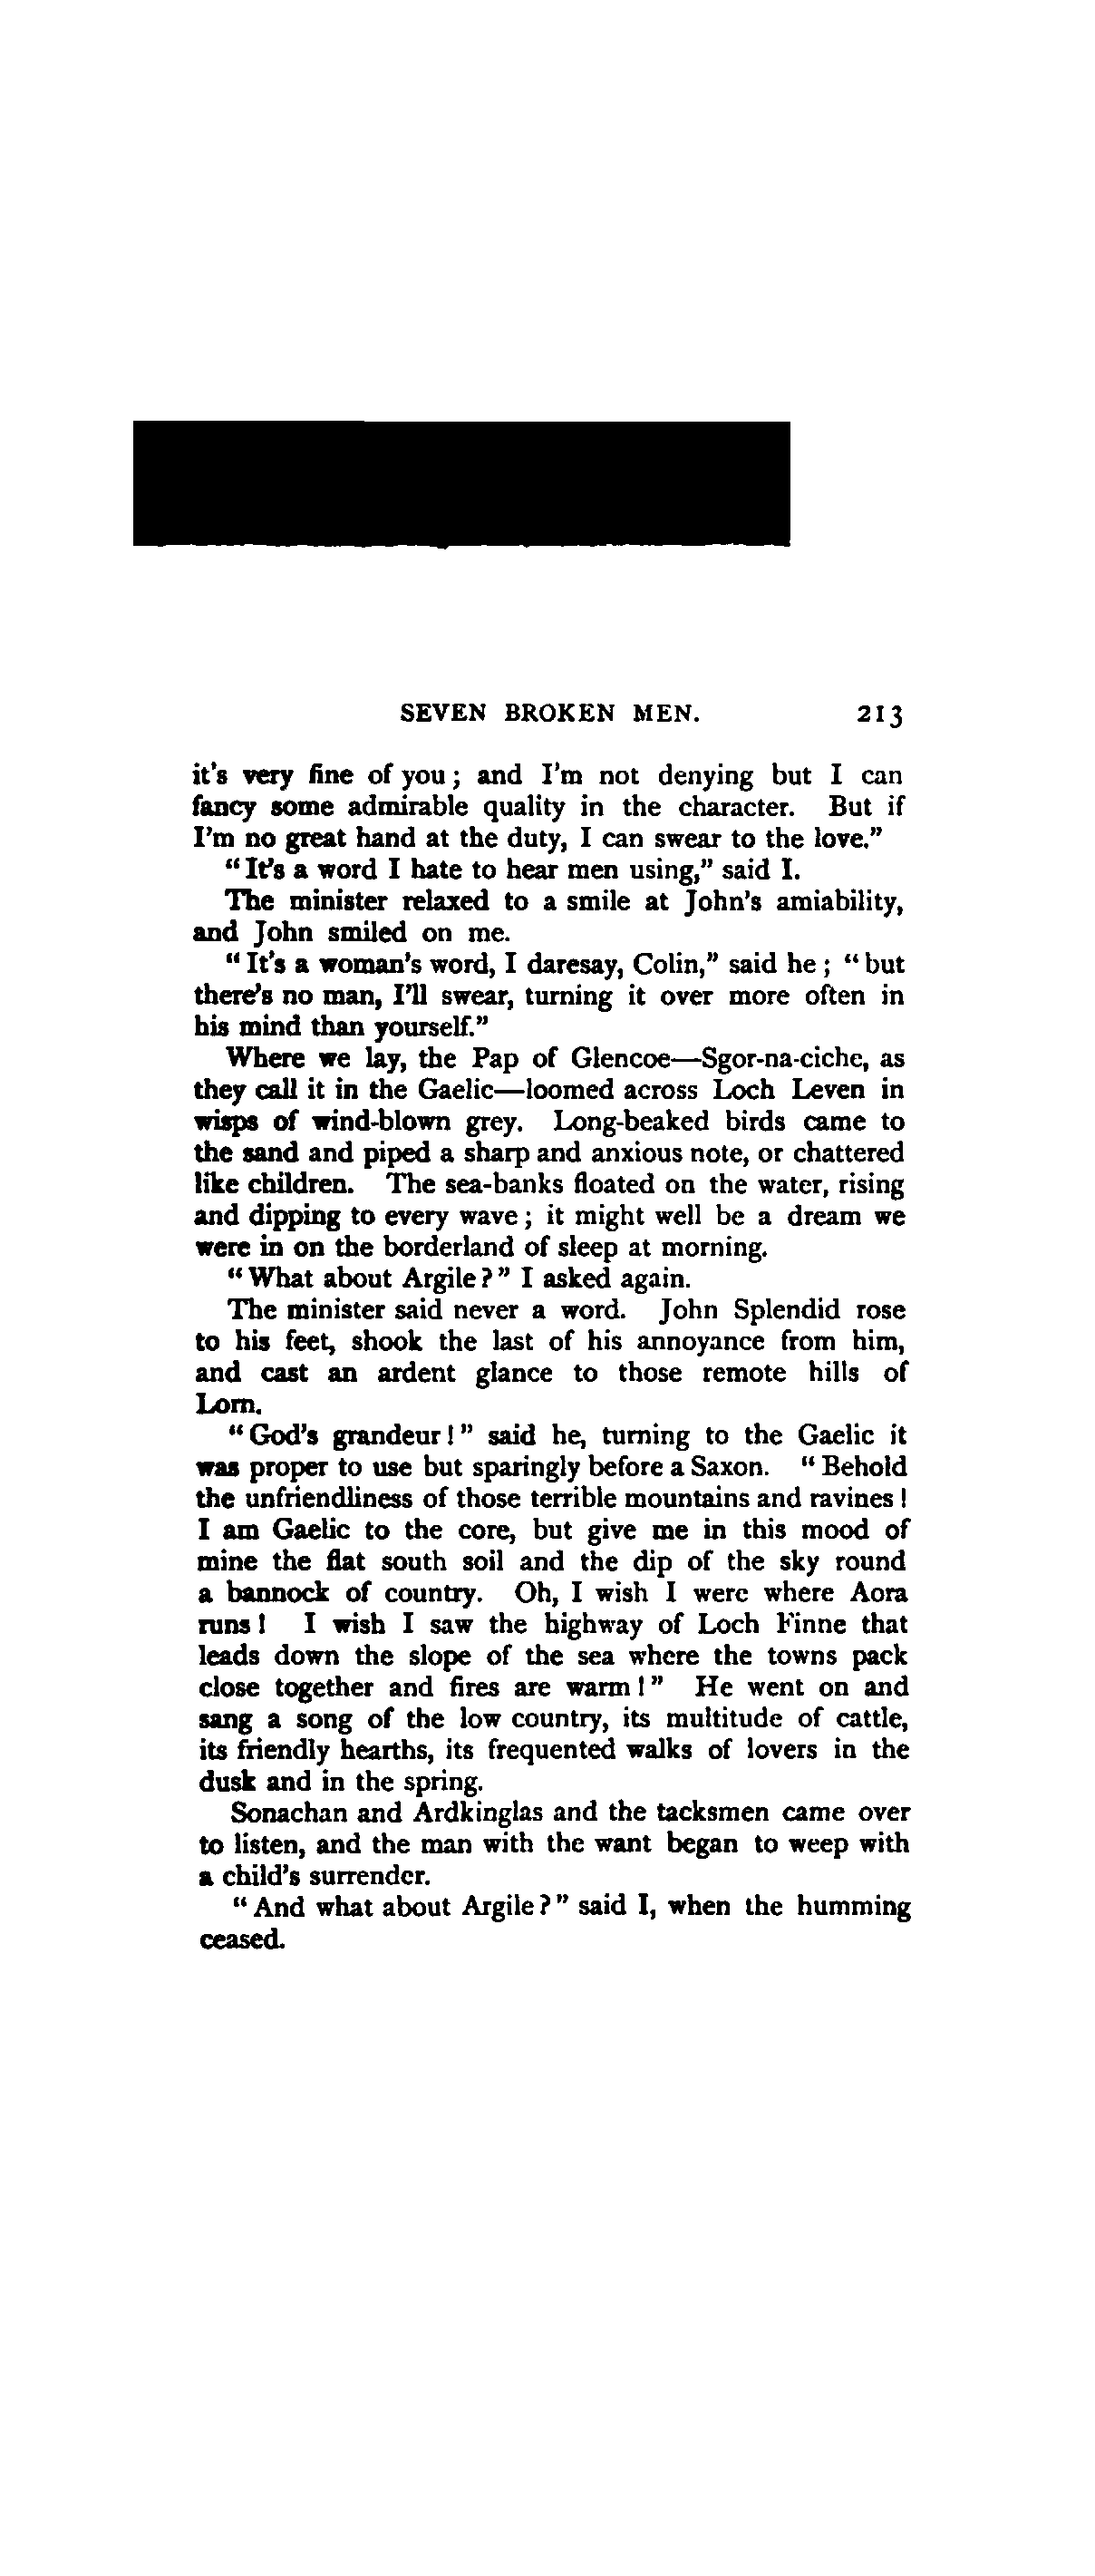 SEVEN BROKEN MEN. 213
it's very fine of you; and I'm not denying but I can
fancy some admirable quality in the character. But if
I'm no great hand at the duty, I can swear to the love."
"It's a word I hate to hear men using," said I.
The minister relaxed to a smile at John's amiability,
and John smiled on me.
"It's a woman's word, I daresay, Colin," said he; "but
there's no man, I'll swear, turning it over more often in
his mind than yourself."
Where we lay, the Pap of Glencoe—Sgor-na-ciche, as
they call it in the Gaelic—loomed across Loch Leven in
wisps of wind-blown grey. Long-beaked birds came to
the sand and piped a sharp and anxious note, or chattered
like children. The sea-banks floated on the water, rising
and dipping to every wave; it might well be a dream we
were in on the borderland of sleep at morning.
"What about Argile?" I asked again.
The minister said never a word. John Splendid rose
to his feet, shook the last of his annoyance from him,
and cast an ardent glance to those remote hills of
Lorn.
"God's grandeur!" said he, turning to the Gaelic it
was proper to use but sparingly before a Saxon. "Behold
the unfriendliness of those terrible mountains and ravines!
I am Gaelic to the core, but give me in this mood of
mine the flat south soil and the dip of the sky round
a bannock of country. Oh, I wish I were where Aora
runs! I wish I saw the highway of Loch Finne that
leads down the slope of the sea where the towns pack
close together and fires are warm!" He went on and
sang a song of the low country, its multitude of cattle,
its friendly hearths, its frequented walks of lovers in the
dusk and in the spring.
Sonachan and Ardkinglas and the tacksmen came over
to listen, and the man with the want began to weep with
a child's surrender.
"And what about Argile?" said I, when the humming
ceased.